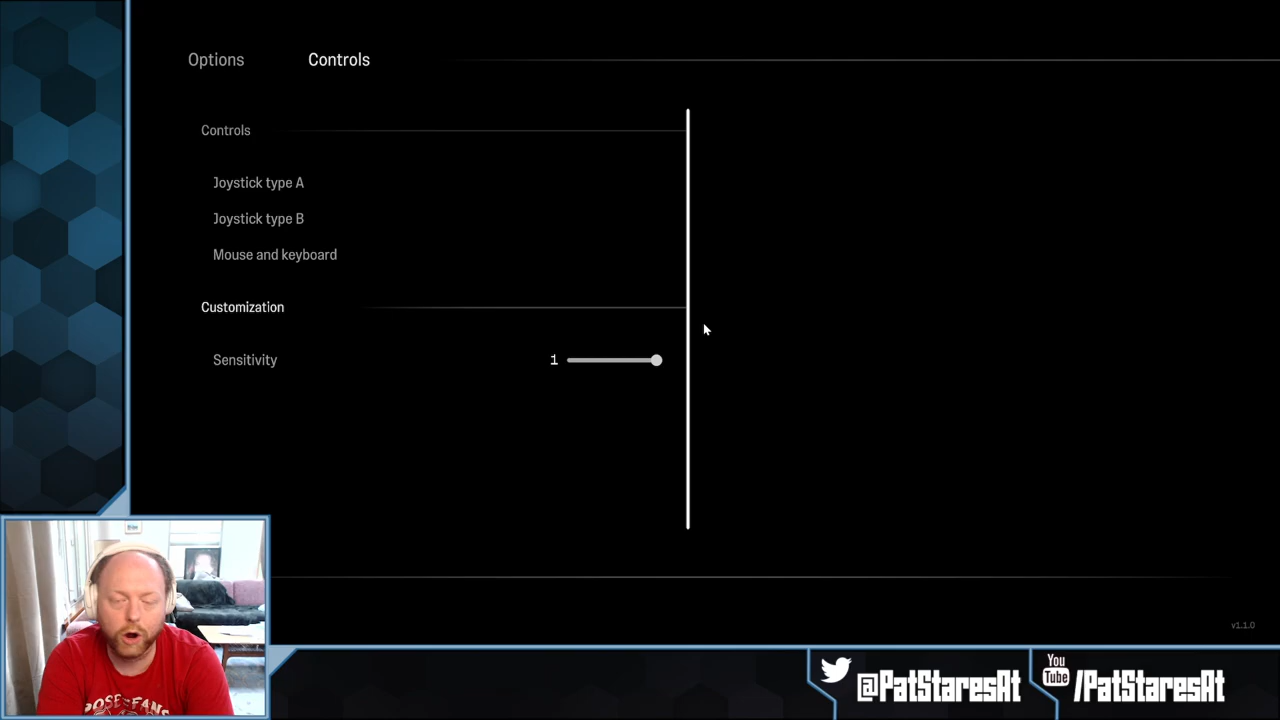 Options
Controls
Controls
Joystick type A
Joystick type B
Mouse and keyboard
Customization
Sensitivity
1
v1.1.0
@PatStaresAt
You
Tube
/PatStaresAt